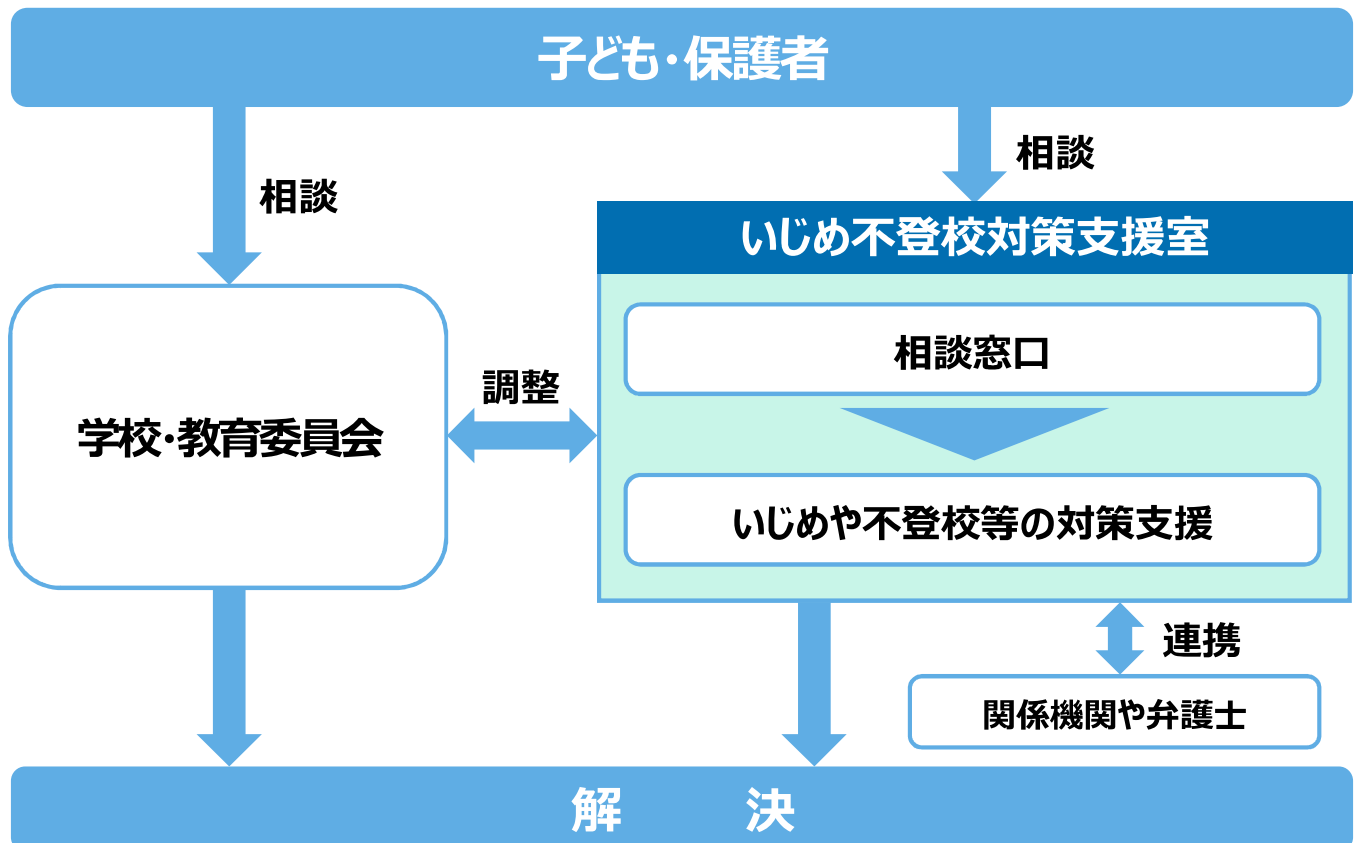 子ども・保護者
相談
相談
いじめ不登校対策支援室
相談窓口
調整
学校・教育委員会
いじめや不登校等の対策支援
連携
関係機関や弁護士
解　決